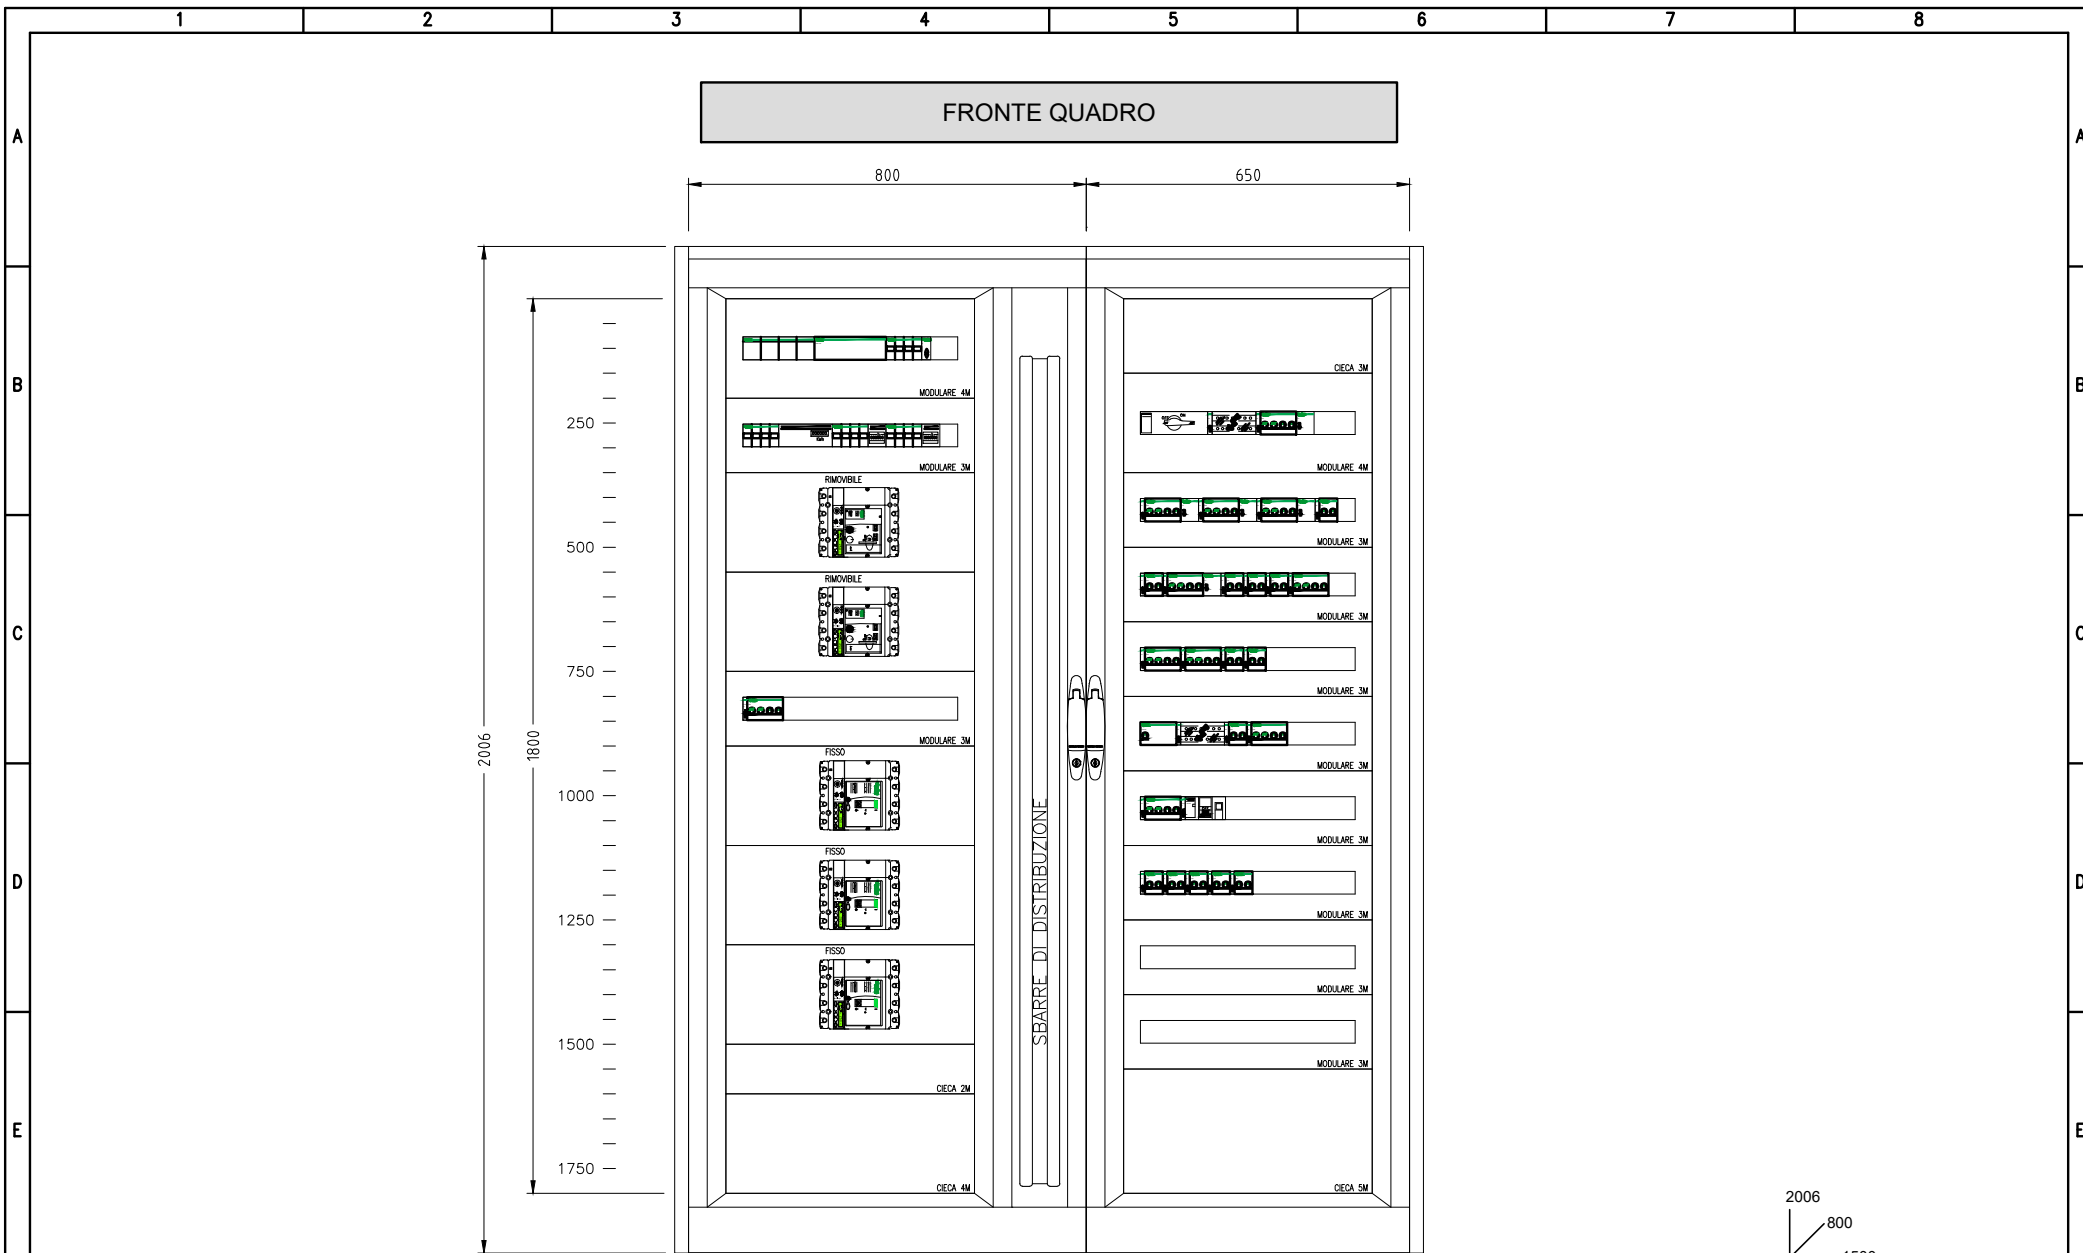 1 2 3 4 5 6 7 8
FRONTE QUADRO
A A
800 650
CIECA 3M
B B
MODULARE 4M
250
MODULARE 3M MODULARE 4M
RIMOVIBILE
MODULARE 3M
500
RIMOVIBILE
MODULARE 3M
C C
750
MODULARE 3M
2006
1800
MODULARE 3M MODULARE 3M
FISSO
1000
SBARRE DI DISTRIBUZIONE
MODULARE 3M
FISSO
D D
1250
MODULARE 3M
FISSO
MODULARE 3M
1500
MODULARE 3M
CIECA 2M
E E
1750
CIECA 4M CIECA 5M
2006
800